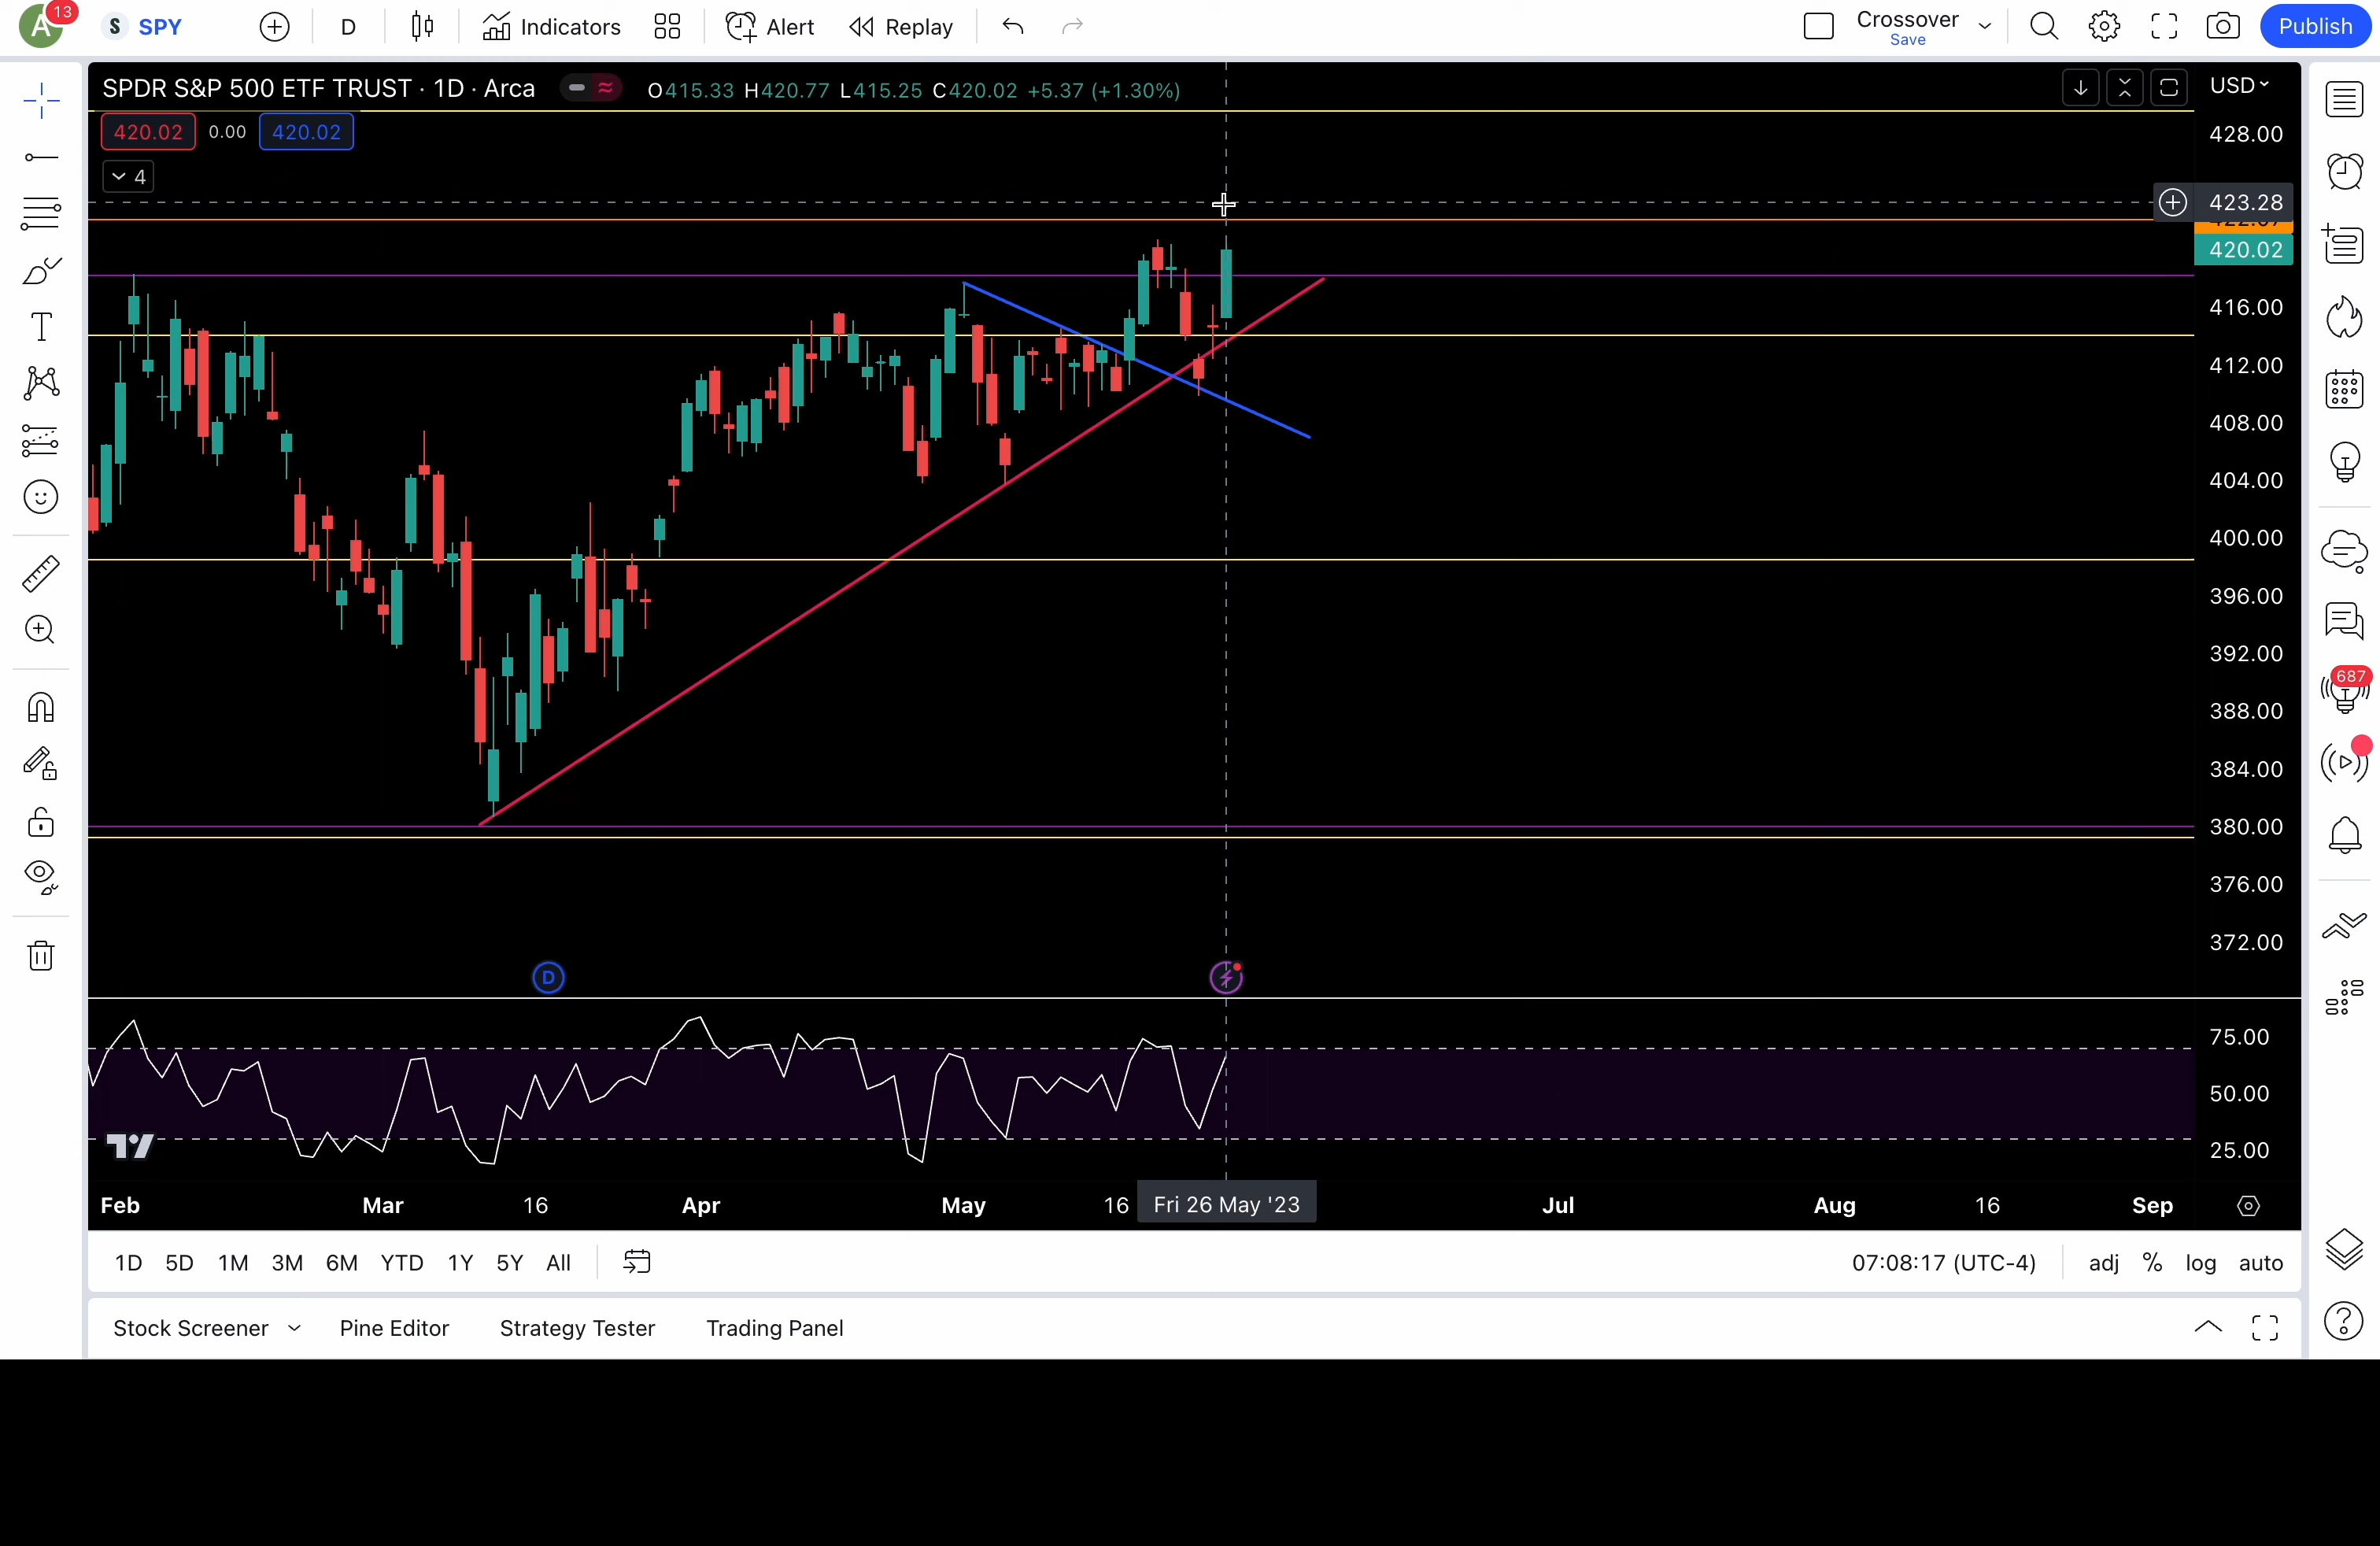 A 13 S SPY D Indicators Alert Replay Crossover Save Publish
SPDR S&P 500 ETF TRUST · 1D · Arca O415.33 H420.77 L415.25 C420.02 +5.37 (+1.30%) USD
420.02 0.00 420.02
4
428.00
423.28
420.02
416.00
412.00
408.00
404.00
400.00
396.00
392.00
687
388.00
384.00
380.00
376.00
372.00
D
75.00
50.00
25.00
Feb Mar 16 Apr May 16 Fri 26 May '23 Jul Aug 16 Sep
1D 5D 1M 3M 6M YTD 1Y 5Y All 07:08:17 (UTC-4) adj % log auto
Stock Screener Pine Editor Strategy Tester Trading Panel